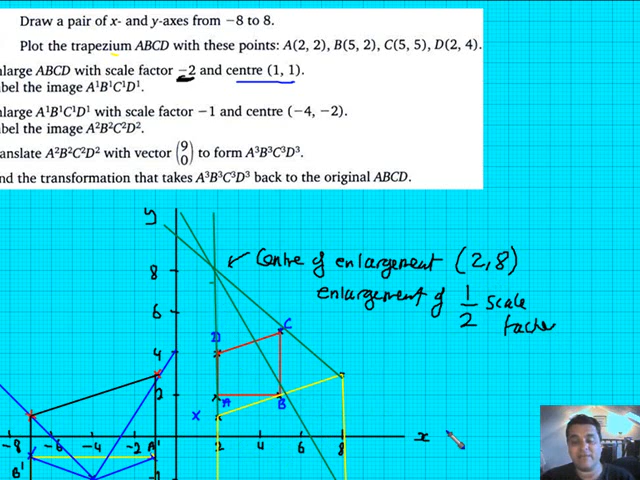 Draw a pair of x- and y-axes from −8 to 8.
Plot the trapezium ABCD with these points: A(2, 2), B(5, 2), C(5, 5), D(2, 4).
nlarge ABCD with scale factor −2 and centre (1, 1).
abel the image A¹B¹C¹D¹.
nlarge A¹B¹C¹D¹ with scale factor −1 and centre (−4, −2).
abel the image A²B²C²D².
anslate A²B²C²D² with vector (9 0) to form A³B³C³D³.
nd the transformation that takes A³B³C³D³ back to the original ABCD.
y
Centre of enlargement (2,8)
8
enlargement of 1/2 scale
factor
6
C
D
4
2
A
B
X
-8 -6 -4 -2 A' 2 4 6 8 x
B'